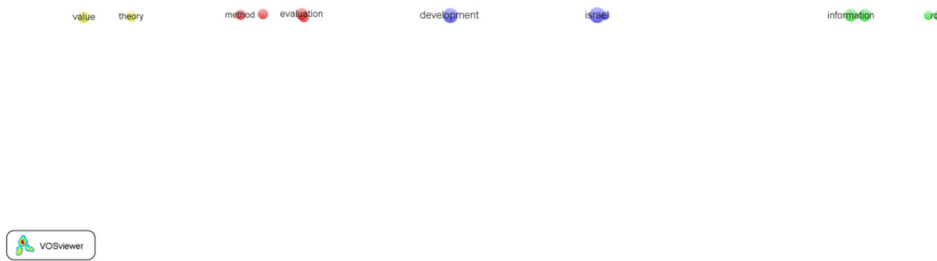 value
theory
method
evaluation
development
israel
information
VOSviewer